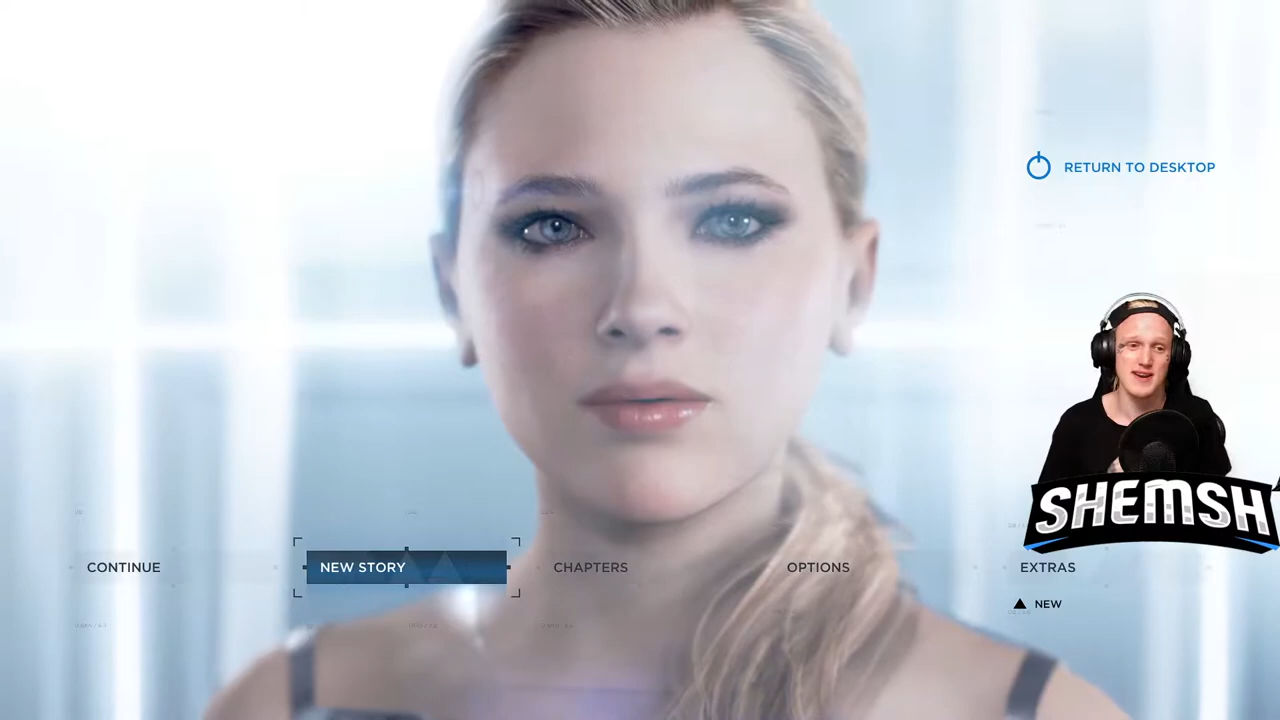 RETURN TO DESKTOP
SHEMSH
CONTINUE
NEW STORY
CHAPTERS
OPTIONS
EXTRAS
NEW